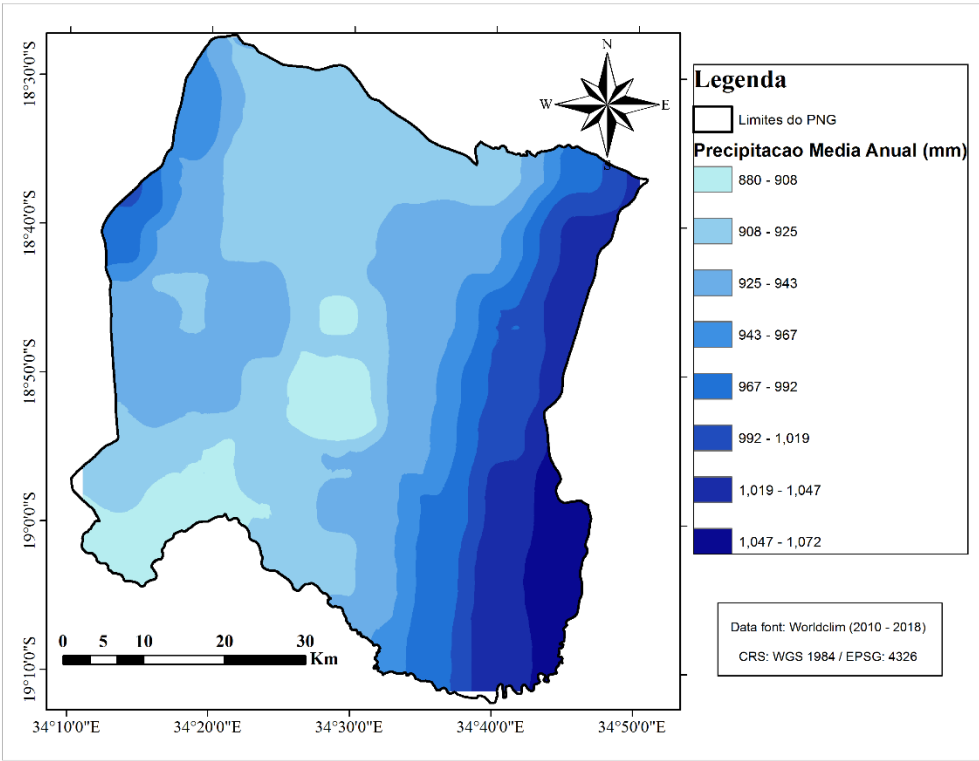 N
W
E
S
18°30'0"S
18°40'0"S
18°50'0"S
19°0'0"S
19°10'0"S
0 5 10 20 30
Km
34°10'0"E 34°20'0"E 34°30'0"E 34°40'0"E 34°50'0"E
Legenda
Limites do PNG
Precipitacao Media Anual (mm)
880 - 908
908 - 925
925 - 943
943 - 967
967 - 992
992 - 1,019
1,019 - 1,047
1,047 - 1,072
Data font: Worldclim (2010 - 2018)
CRS: WGS 1984 / EPSG: 4326